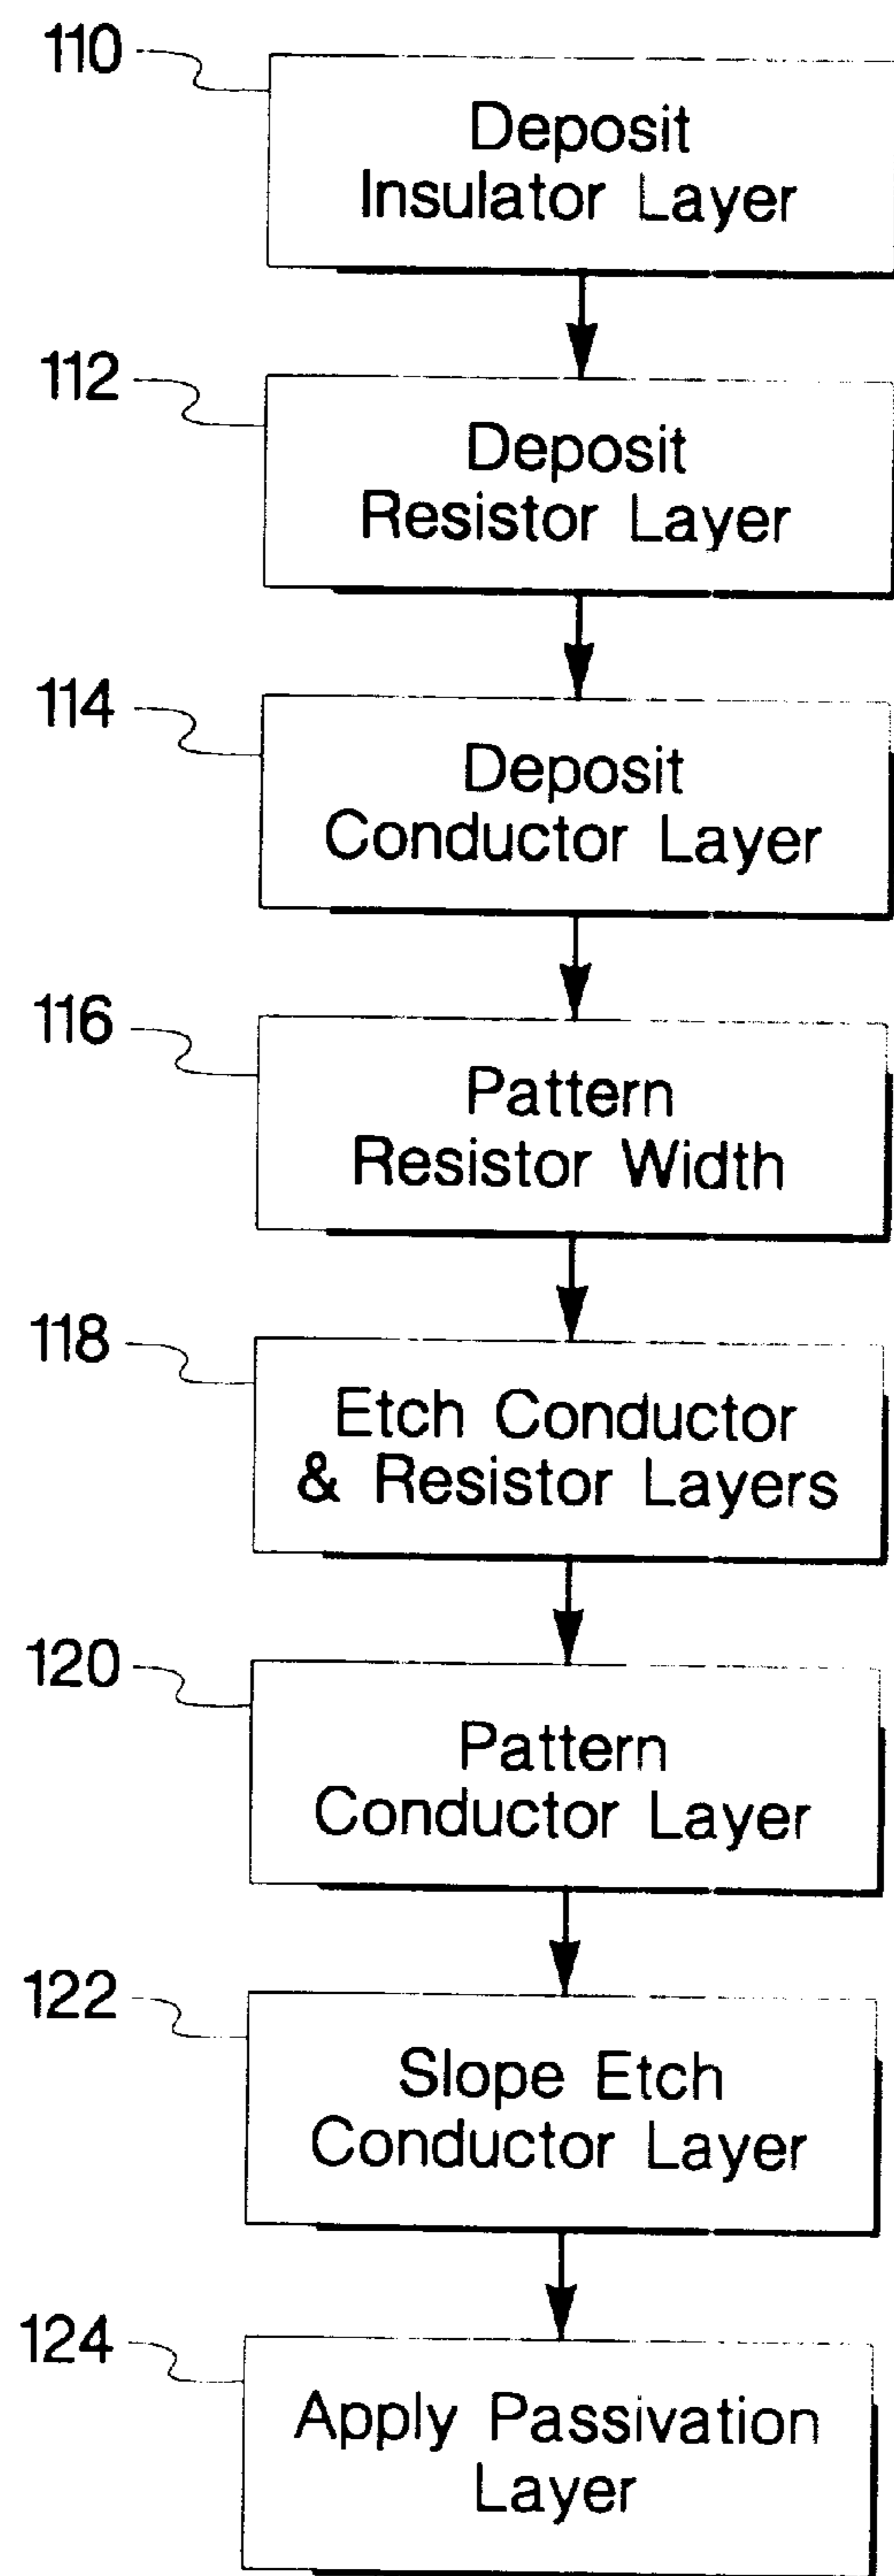 110
Deposit
Insulator Layer
112
Deposit
Resistor Layer
114
Deposit
Conductor Layer
116
Pattern
Resistor Width
118
Etch Conductor
& Resistor Layers
120
Pattern
Conductor Layer
122
Slope Etch
Conductor Layer
124
Apply Passivation
Layer